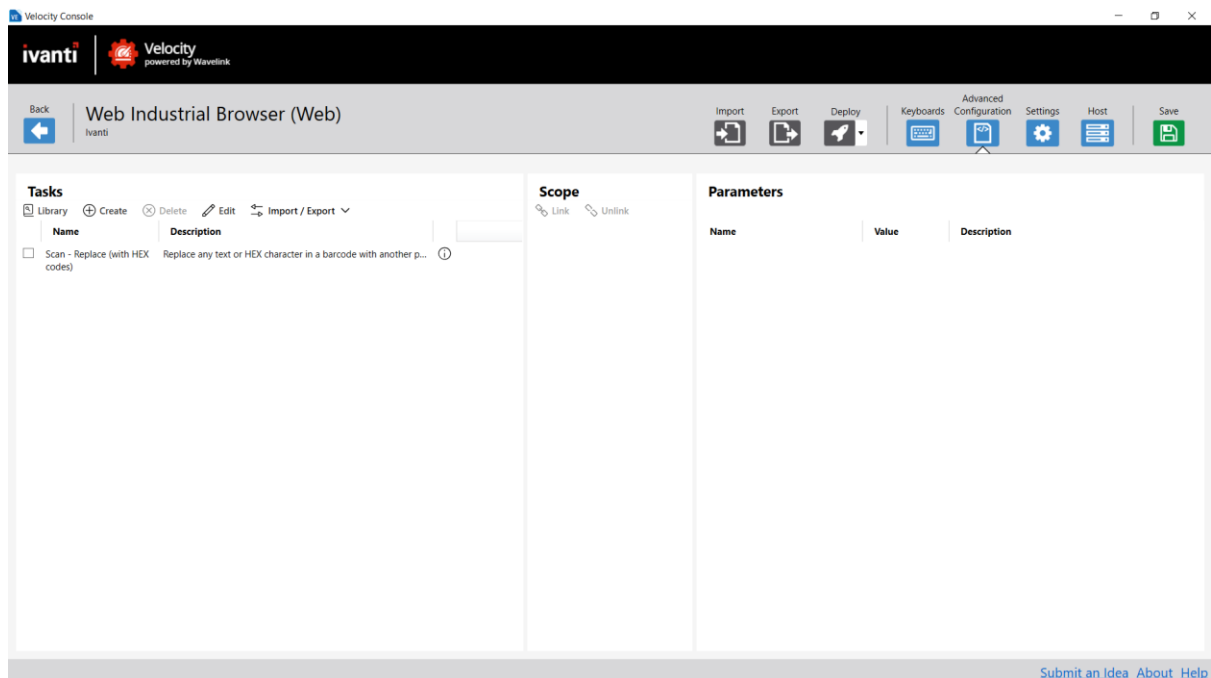 Velocity Console
ivanti
Velocity
powered by Wavelink
Back
Web Industrial Browser (Web)
Ivanti
Import
Export
Deploy
Keyboards
Advanced
Configuration
Settings
Host
Save
Tasks
Library
Create
Delete
Edit
Import / Export
Name
Description
Scan - Replace (with HEX
codes)
Replace any text or HEX character in a barcode with another p...
Scope
Link
Unlink
Parameters
Name
Value
Description
Submit an Idea
About
Help